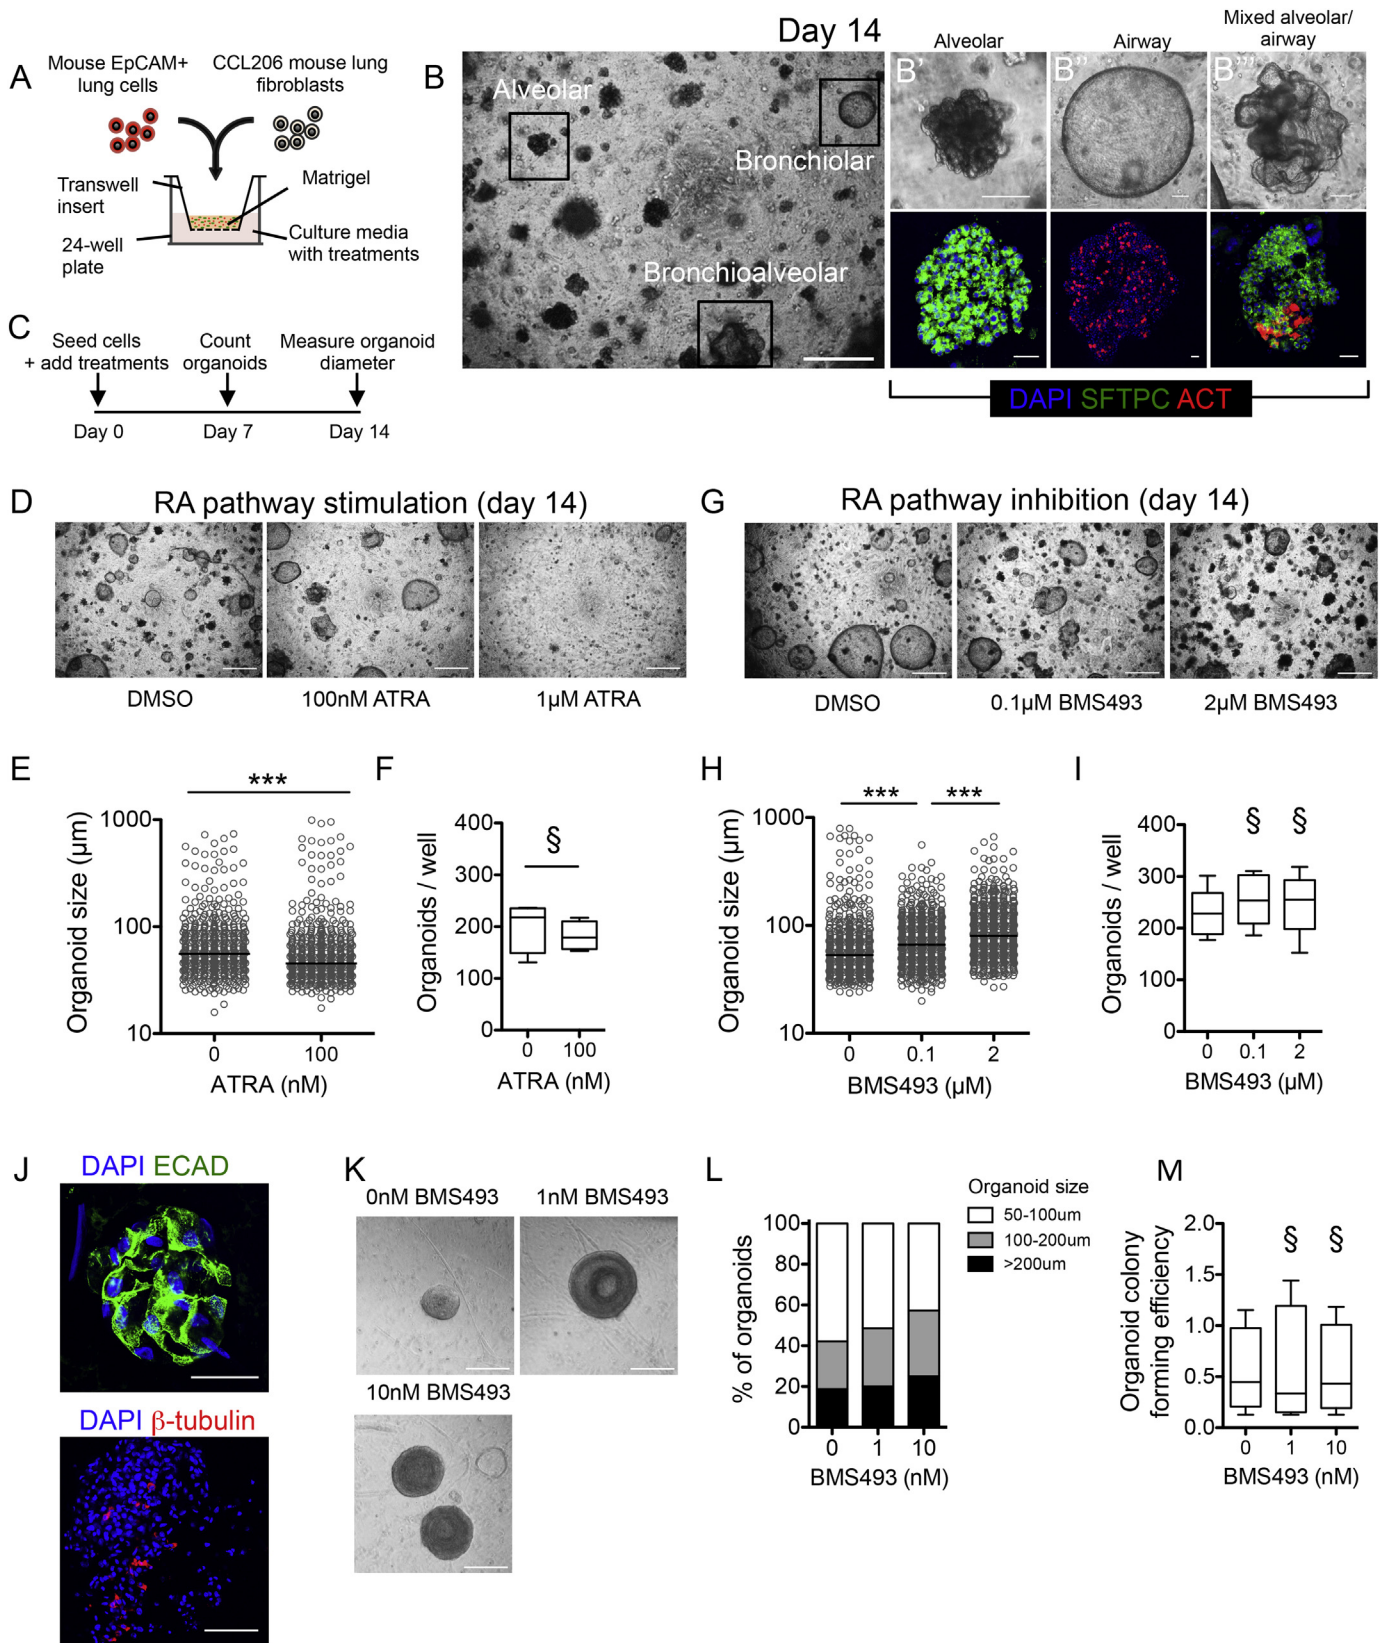 Day 14
A
Mouse EpCAM+
lung cells
CCL206 mouse lung
fibroblasts
Transwell
insert
Matrigel
24-well
plate
Culture media
with treatments
B
Alveolar
Bronchiolar
Bronchioalveolar
Alveolar
Airway
Mixed alveolar/
airway
B'
B''
B'''
DAPI SFTPC ACT
C
Seed cells
+ add treatments
Count
organoids
Measure organoid
diameter
Day 0
Day 7
Day 14
D
RA pathway stimulation (day 14)
DMSO
100nM ATRA
1µM ATRA
G
RA pathway inhibition (day 14)
DMSO
0.1µM BMS493
2µM BMS493
E
***
Organoid size (µm)
1000
100
10
0
100
ATRA (nM)
F
§
Organoids / well
400
300
200
100
0
0
100
ATRA (nM)
H
***
***
Organoid size (µm)
1000
100
10
0
0.1
2
BMS493 (µM)
I
§
§
Organoids / well
400
300
200
100
0
0
0.1
2
BMS493 (µM)
J
DAPI ECAD
DAPI β-tubulin
K
0nM BMS493
1nM BMS493
10nM BMS493
L
Organoid size
50-100um
100-200um
>200um
% of organoids
100
80
60
40
20
0
0
1
10
BMS493 (nM)
M
§
§
Organoid colony
forming efficiency
2.0
1.5
1.0
0.5
0.0
0
1
10
BMS493 (nM)